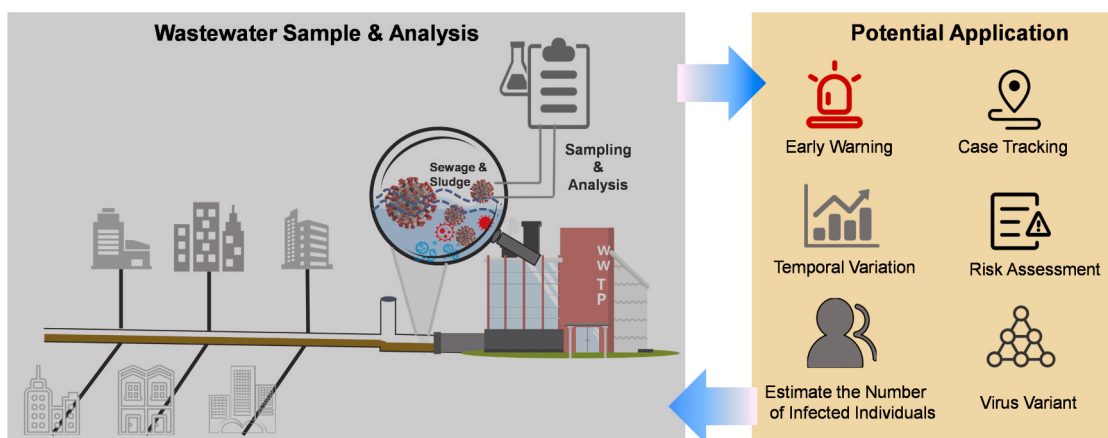 Wastewater Sample & Analysis
Sewage &
Sludge
Sampling
&
Analysis
WWTP
Potential Application
Early Warning
Case Tracking
Temporal Variation
Risk Assessment
Estimate the Number
of Infected Individuals
Virus Variant